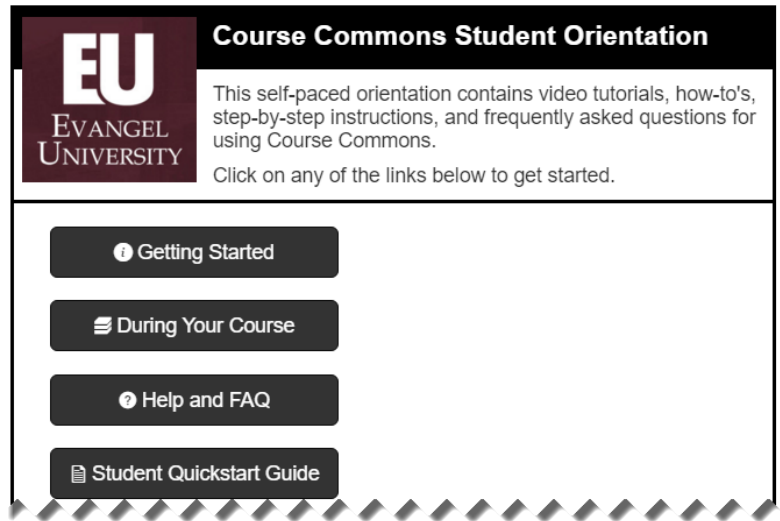 EU
EVANGEL
UNIVERSITY
Course Commons Student Orientation
This self-paced orientation contains video tutorials, how-to's,
step-by-step instructions, and frequently asked questions for
using Course Commons.
Click on any of the links below to get started.
Getting Started
During Your Course
Help and FAQ
Student Quickstart Guide